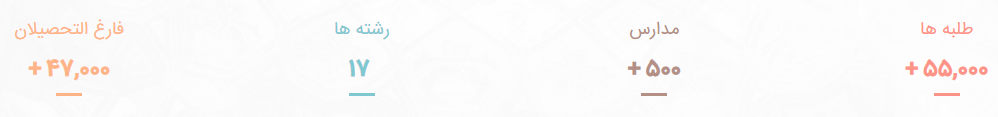 طلبه ها
۵۵,۰۰۰ +
مدارس
۵۰۰ +
رشته ها
۱۷
فارغ التحصیلان
۴۷,۰۰۰ +